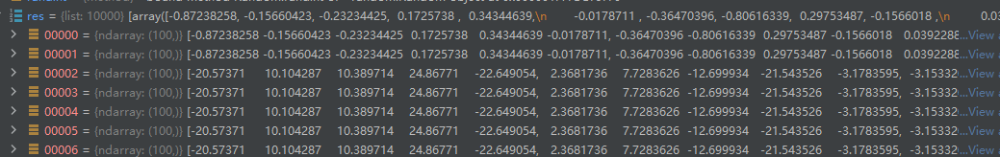 res = {list: 10000} [array([-0.87238258, -0.15660423, -0.23234425, 0.1725738 , 0.34344639,\n -0.0178711 , -0.36470396, -0.80616339, 0.29753487, -0.1566018 ,\n 0.03
00000 = {ndarray: (100,)} [-0.87238258 -0.15660423 -0.23234425 0.1725738 0.34344639 -0.0178711, -0.36470396 -0.80616339 0.29753487 -0.1566018 0.0392288...View
00001 = {ndarray: (100,)} [-0.87238258 -0.15660423 -0.23234425 0.1725738 0.34344639 -0.0178711, -0.36470396 -0.80616339 0.29753487 -0.1566018 0.0392288...View
00002 = {ndarray: (100,)} [-20.57371 10.104287 10.389714 24.86771 -22.649054, 2.3681736 7.7283626 -12.699934 -21.543526 -3.1783595, -3.15332...View
00003 = {ndarray: (100,)} [-20.57371 10.104287 10.389714 24.86771 -22.649054, 2.3681736 7.7283626 -12.699934 -21.543526 -3.1783595, -3.15332...View
00004 = {ndarray: (100,)} [-20.57371 10.104287 10.389714 24.86771 -22.649054, 2.3681736 7.7283626 -12.699934 -21.543526 -3.1783595, -3.15332...View
00005 = {ndarray: (100,)} [-20.57371 10.104287 10.389714 24.86771 -22.649054, 2.3681736 7.7283626 -12.699934 -21.543526 -3.1783595, -3.15332...View
00006 = {ndarray: (100,)} [-20.57371 10.104287 10.389714 24.86771 -22.649054, 2.3681736 7.7283626 -12.699934 -21.543526 -3.1783595, -3.15332...View